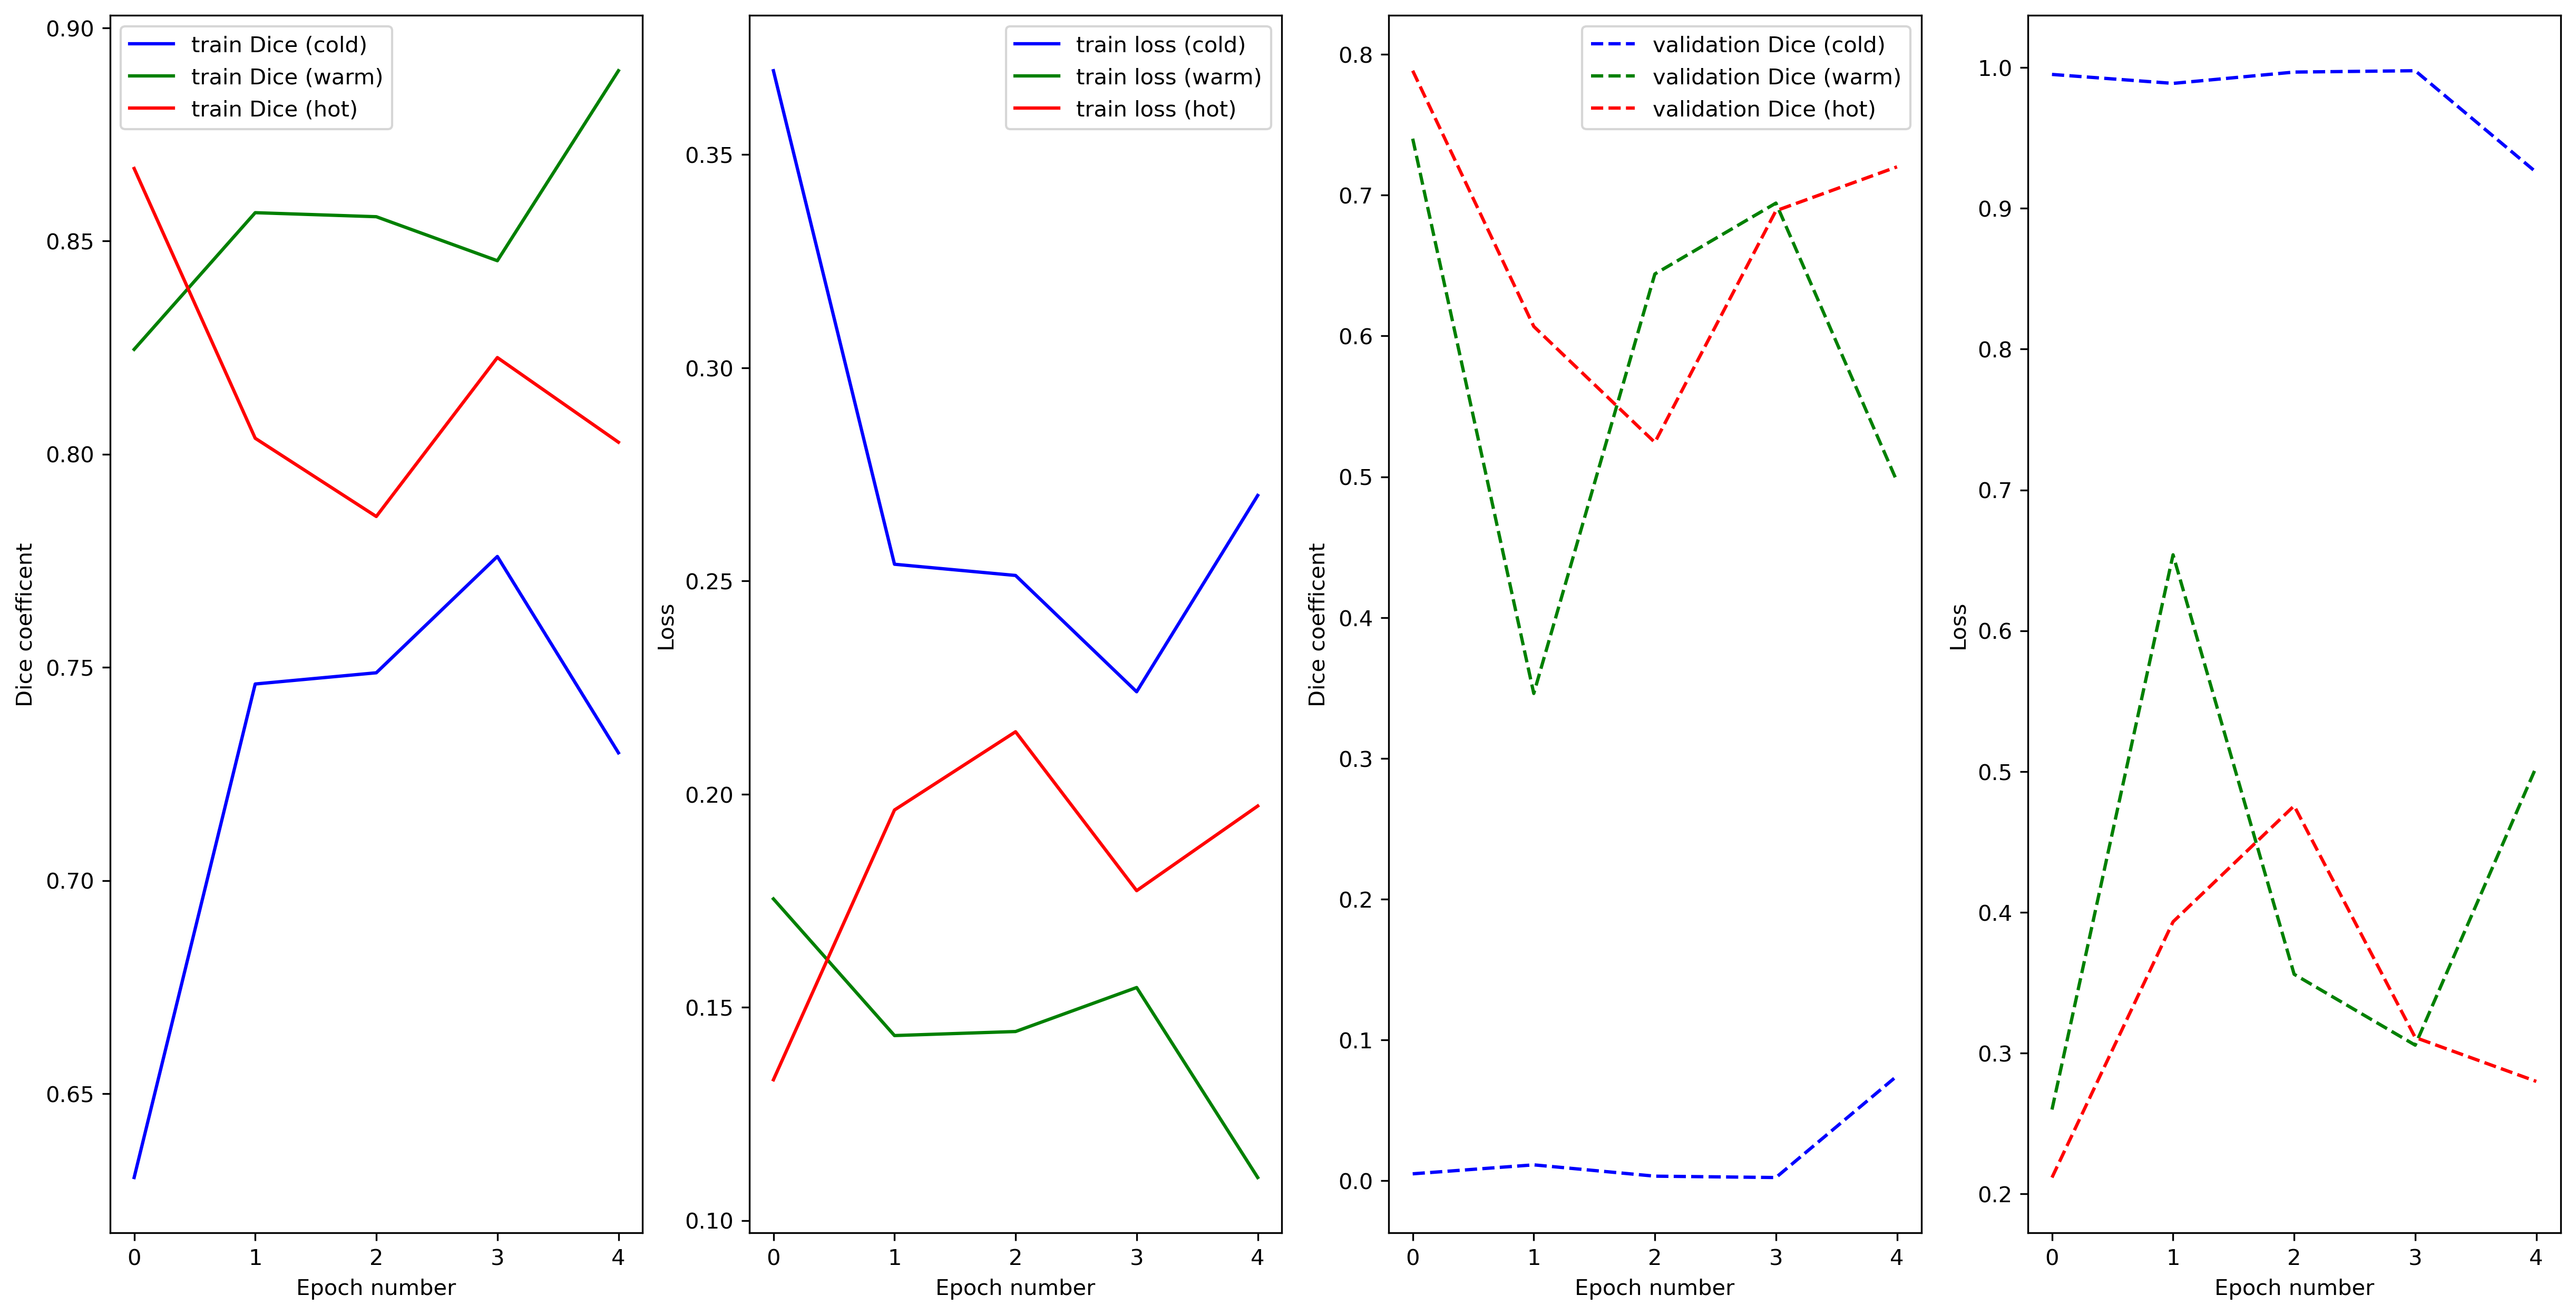 Dice coefficent
0.90
0.85
0.80
0.75
0.70
0.65
train Dice (cold)
train Dice (warm)
train Dice (hot)
0 1 2 3 4
Epoch number
Loss
0.35
0.30
0.25
0.20
0.15
0.10
train loss (cold)
train loss (warm)
train loss (hot)
0 1 2 3 4
Epoch number
Dice coefficent
0.8
0.7
0.6
0.5
0.4
0.3
0.2
0.1
0.0
validation Dice (cold)
validation Dice (warm)
validation Dice (hot)
0 1 2 3 4
Epoch number
Loss
1.0
0.9
0.8
0.7
0.6
0.5
0.4
0.3
0.2
0 1 2 3 4
Epoch number